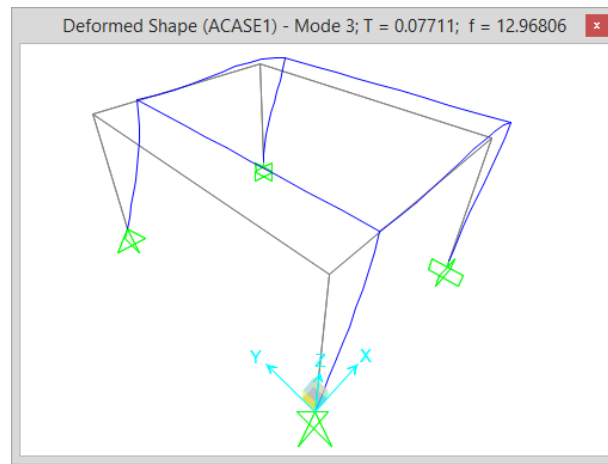 Deformed Shape (ACASE1) - Mode 3; T = 0.07711;  f = 12.96806
x
Y
Z
X